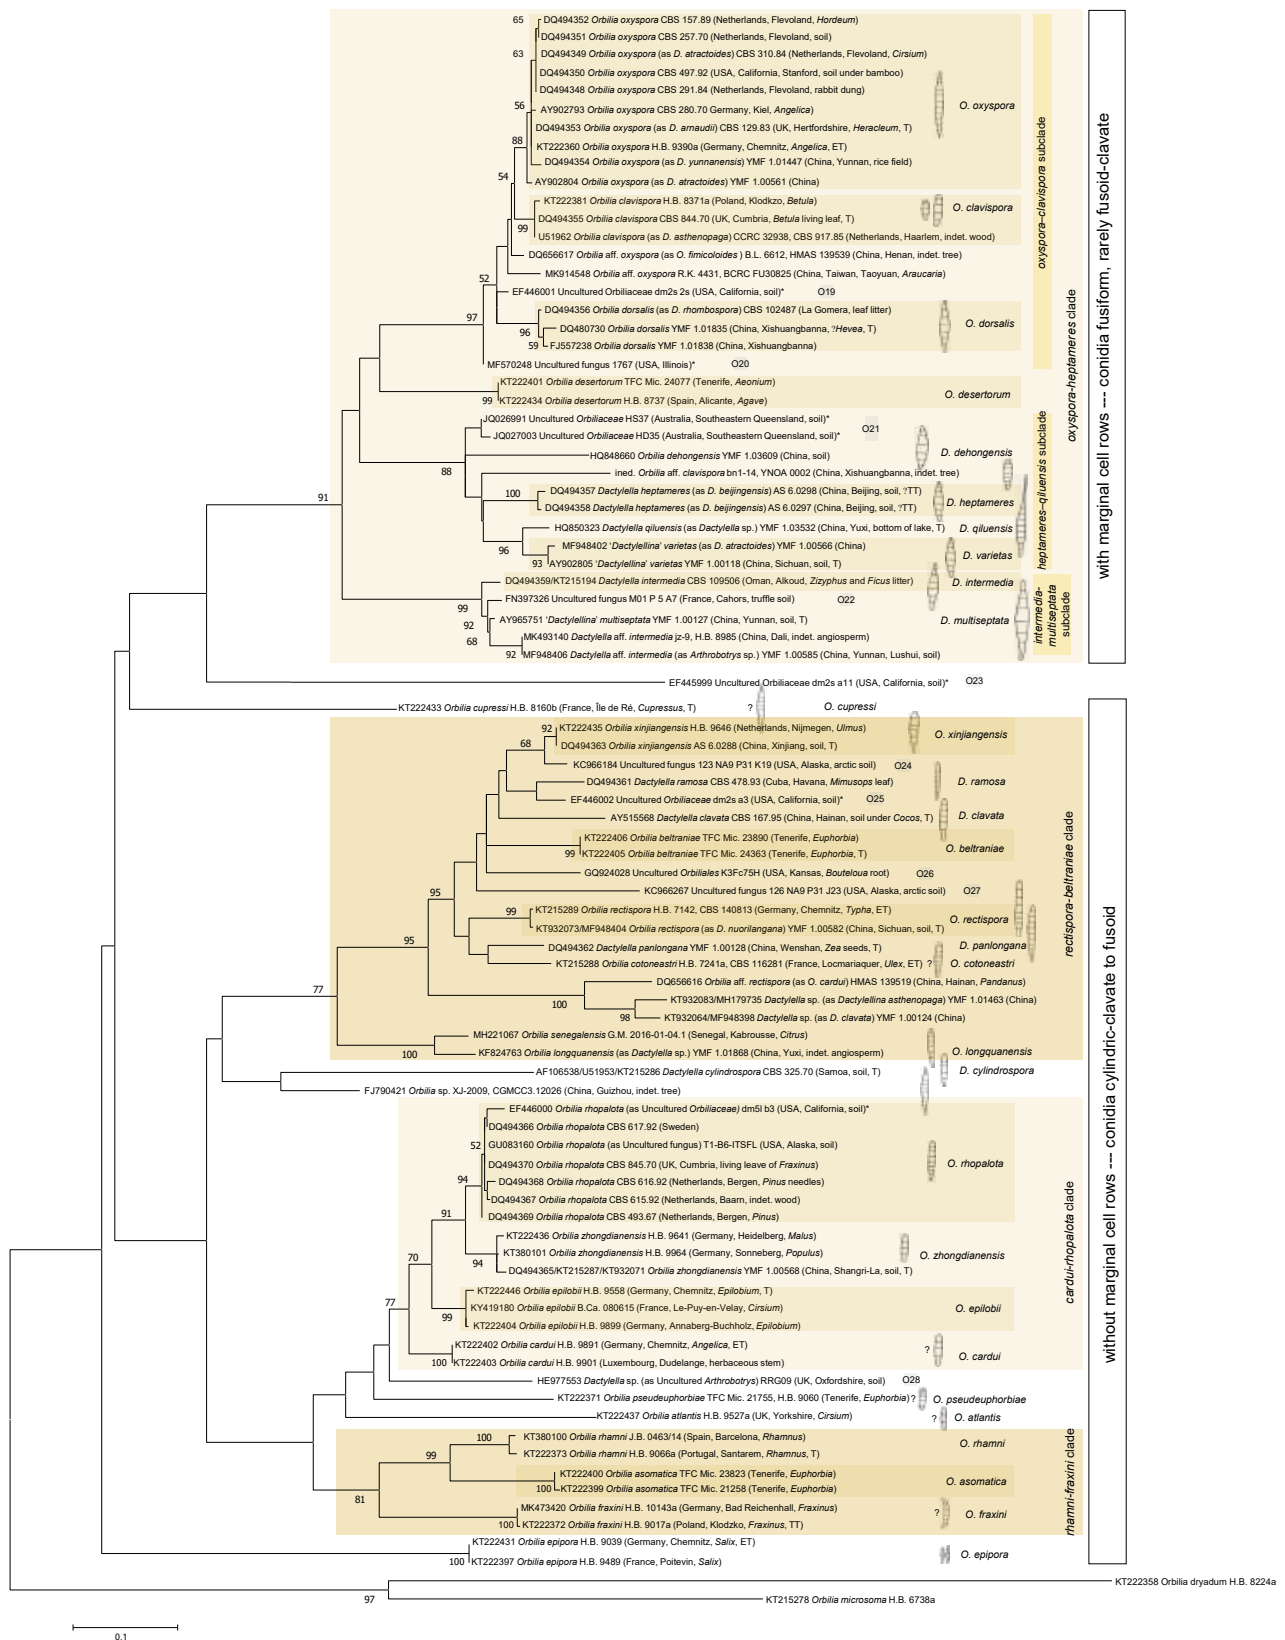 65
DQ494352 Orbilia oxyspora CBS 157.89 (Netherlands, Flevoland, Hordeum)
DQ494351 Orbilia oxyspora CBS 257.70 (Netherlands, Flevoland, soil)
63
DQ494349 Orbilia oxyspora (as D. atractoides) CBS 310.84 (Netherlands, Flevoland, Cirsium)
DQ494350 Orbilia oxyspora CBS 497.92 (USA, California, Stanford, soil under bamboo)
DQ494348 Orbilia oxyspora CBS 291.84 (Netherlands, Flevoland, rabbit dung)
O. oxyspora
56
AY902793 Orbilia oxyspora CBS 280.70 Germany, Kiel, Angelica)
DQ494353 Orbilia oxyspora (as D. arnaudii) CBS 129.83 (UK, Hertfordshire, Heracleum, T)
88
KT222360 Orbilia oxyspora H.B. 9390a (Germany, Chemnitz, Angelica, ET)
DQ494354 Orbilia oxyspora (as D. yunnanensis) YMF 1.01447 (China, Yunnan, rice field)
54
AY902804 Orbilia oxyspora (as D. atractoides) YMF 1.00561 (China)
KT222381 Orbilia clavispora H.B. 8371a (Poland, Klodkzo, Betula)
O. clavispora
DQ494355 Orbilia clavispora CBS 844.70 (UK, Cumbria, Betula living leaf, T)
99
U51962 Orbilia clavispora (as D. asthenopaga) CCRC 32938, CBS 917.85 (Netherlands, Haarlem, indet. wood)
DQ656617 Orbilia aff. oxyspora (as O. fimicoloides ) B.L. 6612, HMAS 139539 (China, Henan, indet. tree)
MK914548 Orbilia aff. oxyspora R.K. 4431, BCRC FU30825 (China, Taiwan, Taoyuan, Araucaria)
52
EF446001 Uncultured Orbiliaceae dm2s 2s (USA, California, soil)* O19
DQ494356 Orbilia dorsalis (as D. rhombospora) CBS 102487 (La Gomera, leaf litter)
97
O. dorsalis
96
DQ480730 Orbilia dorsalis YMF 1.01835 (China, Xishuangbanna, ?Hevea, T)
59
FJ557238 Orbilia dorsalis YMF 1.01838 (China, Xishuangbanna)
MF570248 Uncultured fungus 1767 (USA, Illinois)* O20
oxyspora–clavispora subclade
KT222401 Orbilia desertorum TFC Mic. 24077 (Tenerife, Aeonium)
O. desertorum
99
KT222434 Orbilia desertorum H.B. 8737 (Spain, Alicante, Agave)
JQ026991 Uncultured Orbiliaceae HS37 (Australia, Southeastern Queensland, soil)*
O21
JQ027003 Uncultured Orbiliaceae HD35 (Australia, Southeastern Queensland, soil)*
HQ848660 Orbilia dehongensis YMF 1.03609 (China, soil)
D. dehongensis
88
ined. Orbilia aff. clavispora bn1-14, YNOA 0002 (China, Xishuangbanna, indet. tree)
100
DQ494357 Dactylella heptameres (as D. beijingensis) AS 6.0298 (China, Beijing, soil, ?TT)
D. heptameres
91
DQ494358 Dactylella heptameres (as D. beijingensis) AS 6.0297 (China, Beijing, soil, ?TT)
HQ850323 Dactylella qiluensis (as Dactylella sp.) YMF 1.03532 (China, Yuxi, bottom of lake, T) D. qiluensis
96
MF948402 'Dactylellina' varietas (as D. atractoides) YMF 1.00566 (China)
D. varietas
93
AY902805 'Dactylellina' varietas YMF 1.00118 (China, Sichuan, soil, T)
heptameres–qiluensis subclade
DQ494359/KT215194 Dactylella intermedia CBS 109506 (Oman, Alkoud, Zizyphus and Ficus litter)
D. intermedia
99
FN397326 Uncultured fungus M01 P 5 A7 (France, Cahors, truffle soil) O22
92
AY965751 'Dactylellina' multiseptata YMF 1.00127 (China, Yunnan, soil, T)
D. multiseptata
68
MK493140 Dactylella aff. intermedia jz-9, H.B. 8985 (China, Dali, indet. angiosperm)
92
MF948406 Dactylella aff. intermedia (as Arthrobotrys sp.) YMF 1.00585 (China, Yunnan, Lushui, soil)
intermedia-
multiseptata
subclade
oxyspora-heptameres clade
with marginal cell rows --- conidia fusiform, rarely fusoid-clavate
EF445999 Uncultured Orbiliaceae dm2s a11 (USA, California, soil)* O23
KT222433 Orbilia cupressi H.B. 8160b (France, Île de Ré, Cupressus, T) ? O. cupressi
92
KT222435 Orbilia xinjiangensis H.B. 9646 (Netherlands, Nijmegen, Ulmus)
O. xinjiangensis
68
DQ494363 Orbilia xinjiangensis AS 6.0288 (China, Xinjiang, soil, T)
KC966184 Uncultured fungus 123 NA9 P31 K19 (USA, Alaska, arctic soil) O24
DQ494361 Dactylella ramosa CBS 478.93 (Cuba, Havana, Mimusops leaf)
D. ramosa
EF446002 Uncultured Orbiliaceae dm2s a3 (USA, California, soil)* O25
AY515568 Dactylella clavata CBS 167.95 (China, Hainan, soil under Cocos, T)
D. clavata
KT222406 Orbilia beltraniae TFC Mic. 23890 (Tenerife, Euphorbia)
O. beltraniae
99
KT222405 Orbilia beltraniae TFC Mic. 24363 (Tenerife, Euphorbia, T)
GQ924028 Uncultured Orbiliales K3Fc75H (USA, Kansas, Bouteloua root) O26
KC966267 Uncultured fungus 126 NA9 P31 J23 (USA, Alaska, arctic soil) O27
95
99
KT215289 Orbilia rectispora H.B. 7142, CBS 140813 (Germany, Chemnitz, Typha, ET)
O. rectispora
KT932073/MF948404 Orbilia rectispora (as D. nuorilangana) YMF 1.00582 (China, Sichuan, soil, T)
95
DQ494362 Dactylella panlongana YMF 1.00128 (China, Wenshan, Zea seeds, T)
D. panlongana
KT215288 Orbilia cotoneastri H.B. 7241a, CBS 116281 (France, Locmariaquer, Ulex, ET) ? O. cotoneastri
DQ656616 Orbilia aff. rectispora (as O. cardui) HMAS 139519 (China, Hainan, Pandanus)
77
100
KT932083/MH179735 Dactylella sp. (as Dactylellina asthenopaga) YMF 1.01463 (China)
98
KT932064/MF948398 Dactylella sp. (as D. clavata) YMF 1.00124 (China)
MH221067 Orbilia senegalensis G.M. 2016-01-04.1 (Senegal, Kabrousse, Citrus)
100
KF824763 Orbilia longquanensis (as Dactylella sp.) YMF 1.01868 (China, Yuxi, indet. angiosperm)
O. longquanensis
rectispora-beltraniae clade
AF106538/U51953/KT215286 Dactylella cylindrospora CBS 325.70 (Samoa, soil, T)
D. cylindrospora
FJ790421 Orbilia sp. XJ-2009, CGMCC3.12026 (China, Guizhou, indet. tree)
EF446000 Orbilia rhopalota (as Uncultured Orbiliaceae) dm5l b3 (USA, California, soil)*
DQ494366 Orbilia rhopalota CBS 617.92 (Sweden)
52
GU083160 Orbilia rhopalota (as Uncultured fungus) T1-B6-ITSFL (USA, Alaska, soil)
DQ494370 Orbilia rhopalota CBS 845.70 (UK, Cumbria, living leave of Fraxinus)
O. rhopalota
94
DQ494368 Orbilia rhopalota CBS 616.92 (Netherlands, Bergen, Pinus needles)
DQ494367 Orbilia rhopalota CBS 615.92 (Netherlands, Baarn, indet. wood)
91
DQ494369 Orbilia rhopalota CBS 493.67 (Netherlands, Bergen, Pinus)
KT222436 Orbilia zhongdianensis H.B. 9641 (Germany, Heidelberg, Malus)
70
KT380101 Orbilia zhongdianensis H.B. 9964 (Germany, Sonneberg, Populus)
O. zhongdianensis
94
DQ494365/KT215287/KT932071 Orbilia zhongdianensis YMF 1.00568 (China, Shangri-La, soil, T)
KT222446 Orbilia epilobii H.B. 9558 (Germany, Chemnitz, Epilobium, T)
77
99
KY419180 Orbilia epilobii B.Ca. 080615 (France, Le-Puy-en-Velay, Cirsium)
O. epilobii
KT222404 Orbilia epilobii H.B. 9899 (Germany, Annaberg-Buchholz, Epilobium)
KT222402 Orbilia cardui H.B. 9891 (Germany, Chemnitz, Angelica, ET)
?
O. cardui
100
KT222403 Orbilia cardui H.B. 9901 (Luxembourg, Dudelange, herbaceous stem)
cardui-rhopalota clade
HE977553 Dactylella sp. (as Uncultured Arthrobotrys) RRG09 (UK, Oxfordshire, soil) O28
KT222371 Orbilia pseudeuphorbiae TFC Mic. 21755, H.B. 9060 (Tenerife, Euphorbia) ? O. pseudeuphorbiae
KT222437 Orbilia atlantis H.B. 9527a (UK, Yorkshire, Cirsium) ? O. atlantis
100
KT380100 Orbilia rhamni J.B. 0463/14 (Spain, Barcelona, Rhamnus)
O. rhamni
99
KT222373 Orbilia rhamni H.B. 9066a (Portugal, Santarem, Rhamnus, T)
KT222400 Orbilia asomatica TFC Mic. 23823 (Tenerife, Euphorbia)
O. asomatica
100
KT222399 Orbilia asomatica TFC Mic. 21258 (Tenerife, Euphorbia)
81
MK473420 Orbilia fraxini H.B. 10143a (Germany, Bad Reichenhall, Fraxinus)
?
O. fraxini
100
KT222372 Orbilia fraxini H.B. 9017a (Poland, Klodzko, Fraxinus, TT)
rhamni-fraxini clade
KT222431 Orbilia epipora H.B. 9039 (Germany, Chemnitz, Salix, ET)
O. epipora
100
KT222397 Orbilia epipora H.B. 9489 (France, Poitevin, Salix)
without marginal cell rows --- conidia cylindric-clavate to fusoid
KT222358 Orbilia dryadum H.B. 8224a
97
KT215278 Orbilia microsoma H.B. 6738a
0.1